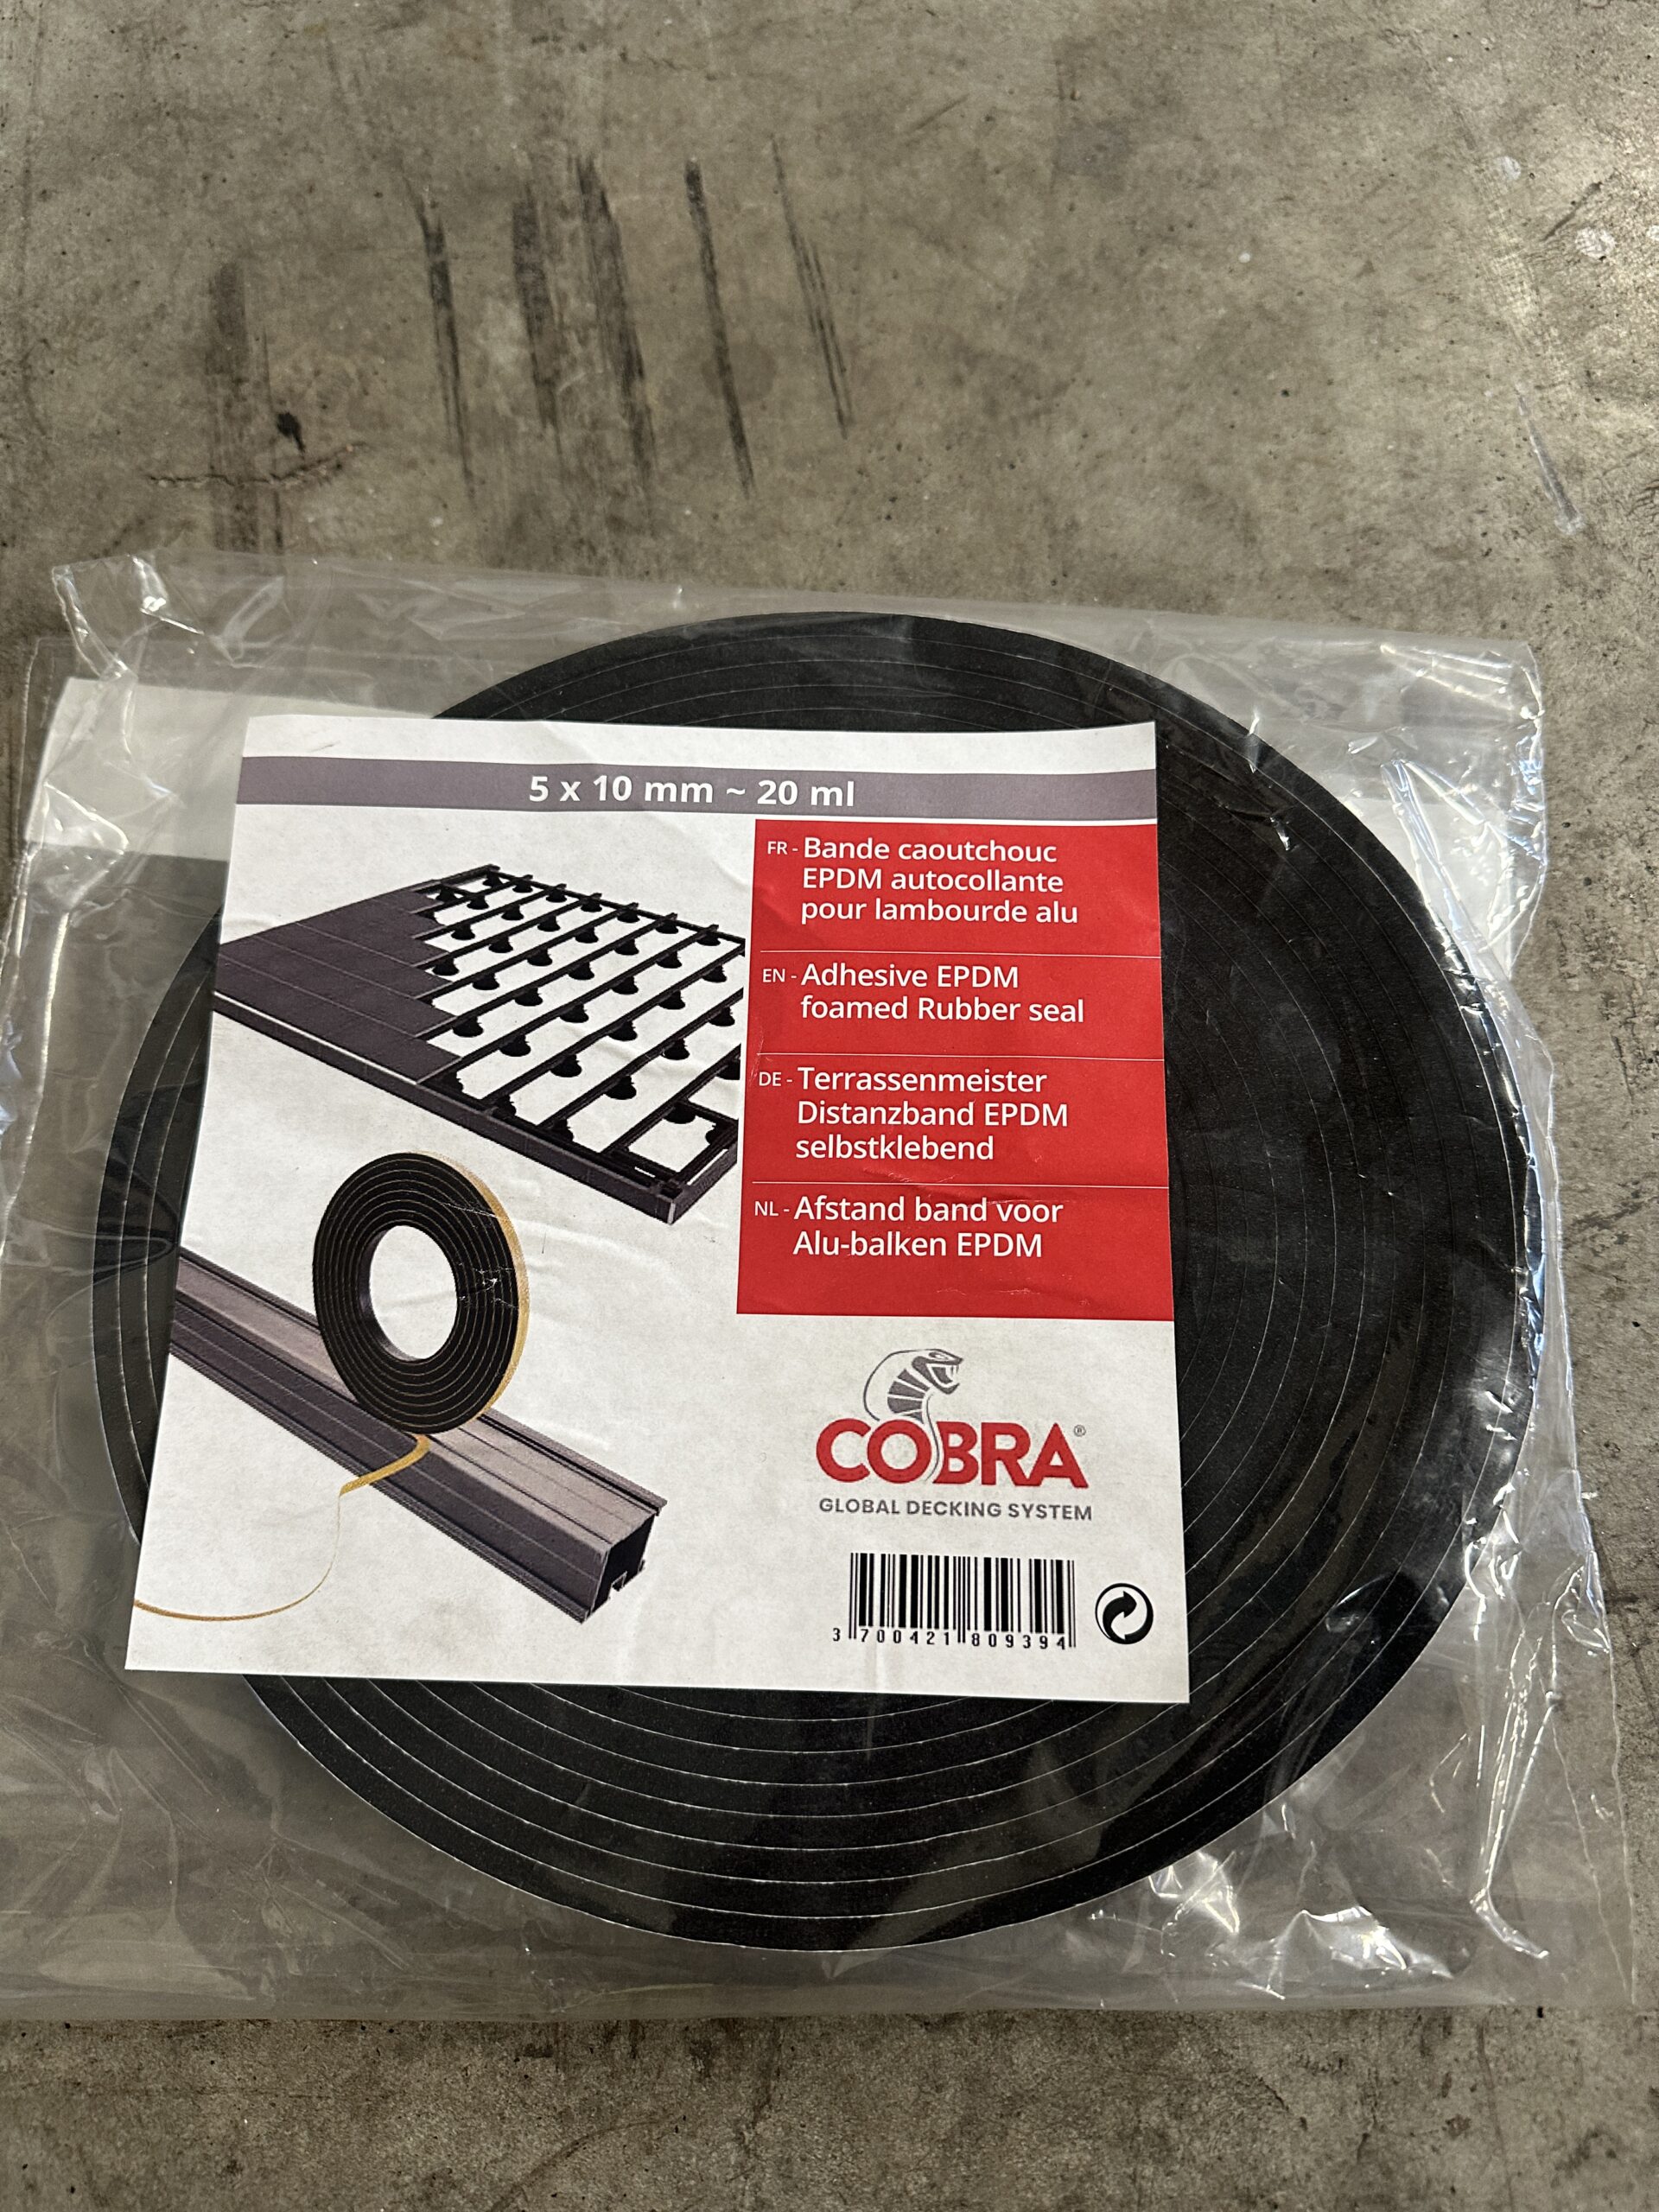 5 x 10 mm ~ 20 ml
FR - Bande caoutchouc
EPDM autocollante
pour lambourde alu
EN - Adhesive EPDM
foamed Rubber seal
DE - Terrassenmeister
Distanzband EPDM
selbstklebend
NL - Afstand band voor
Alu-balken EPDM
COBRA®
GLOBAL DECKING SYSTEM
3 700421 809394